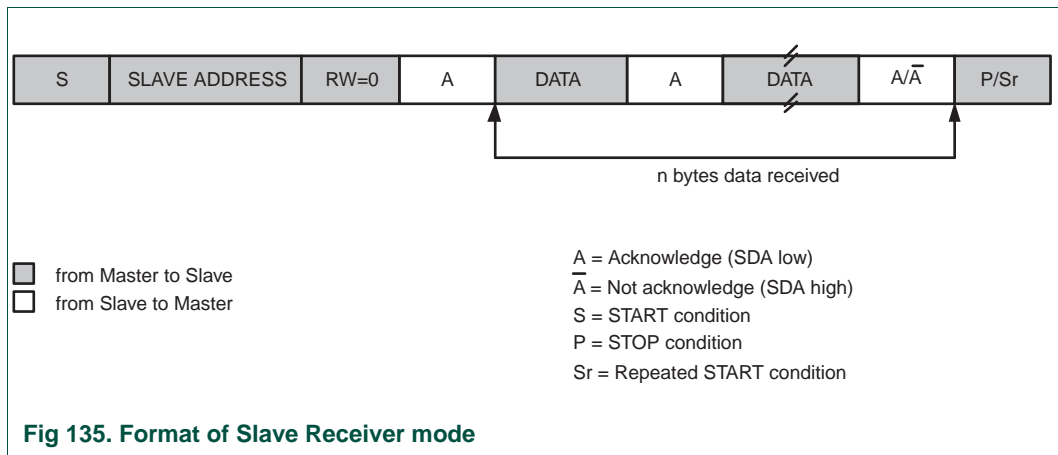 S SLAVE ADDRESS RW=0 A DATA A DATA A/A̅ P/Sr
n bytes data received
from Master to Slave
from Slave to Master
A = Acknowledge (SDA low)
A̅ = Not acknowledge (SDA high)
S = START condition
P = STOP condition
Sr = Repeated START condition
Fig 135. Format of Slave Receiver mode